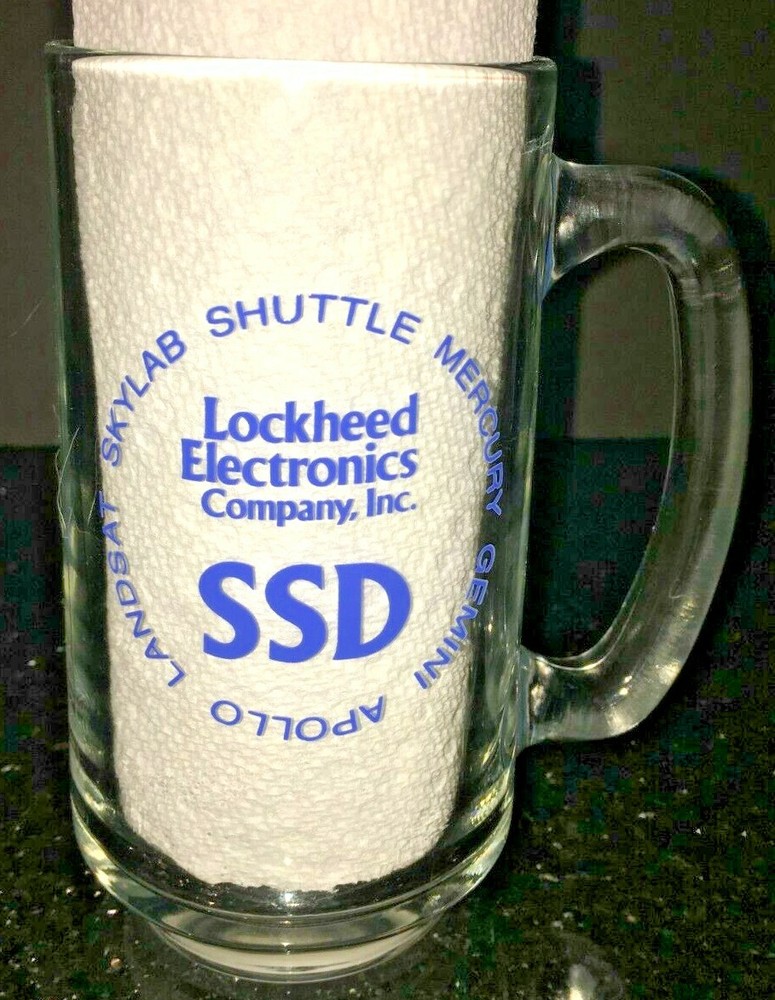 SHUTTLE MERCURY GEMINI APOLLO LANDSAT SKYLAB
Lockheed
Electronics
Company, Inc.
SSD